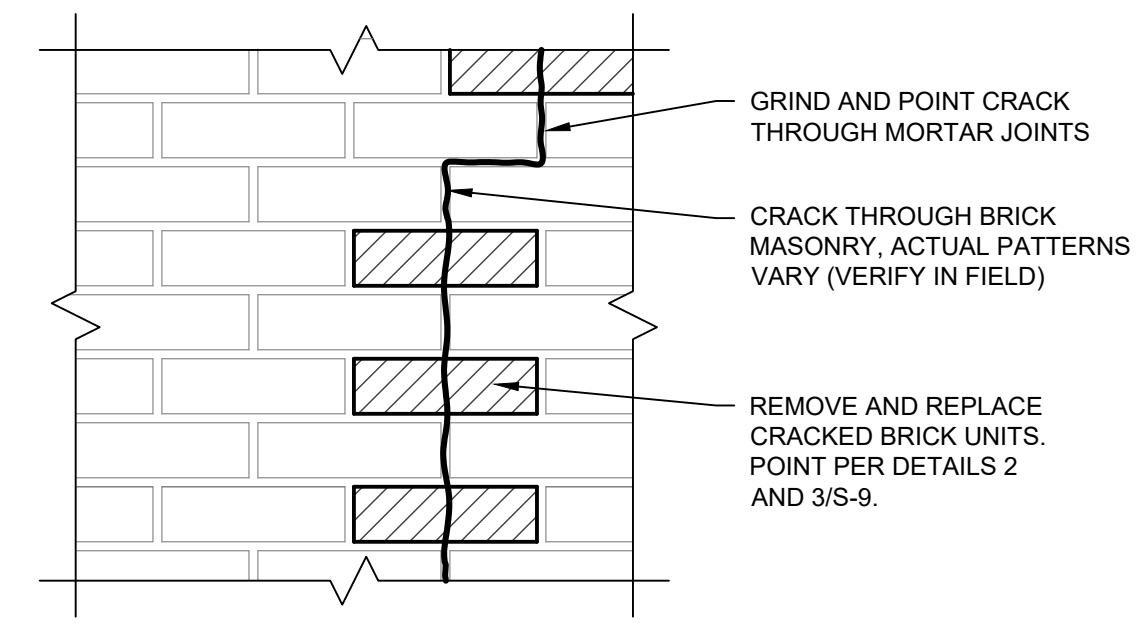 GRIND AND POINT CRACK
THROUGH MORTAR JOINTS
CRACK THROUGH BRICK
MASONRY, ACTUAL PATTERNS
VARY (VERIFY IN FIELD)
REMOVE AND REPLACE
CRACKED BRICK UNITS.
POINT PER DETAILS 2
AND 3/S-9.